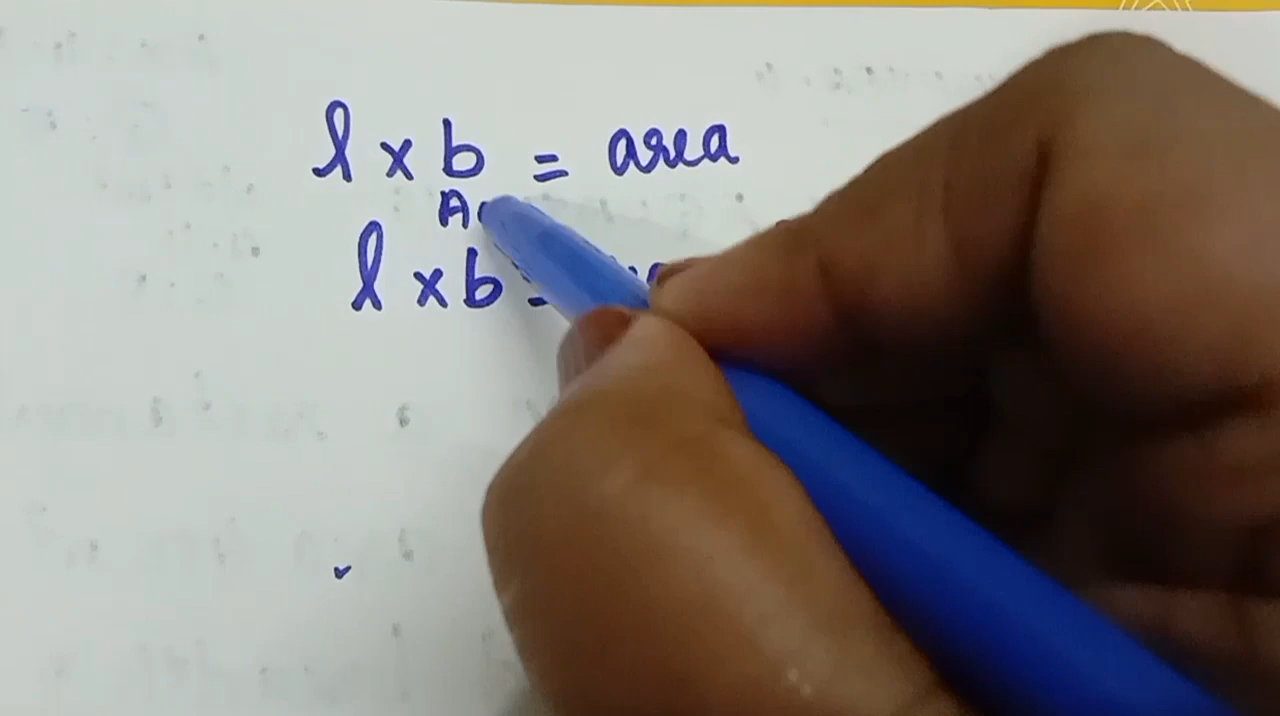 l x b = area
A
l x b =